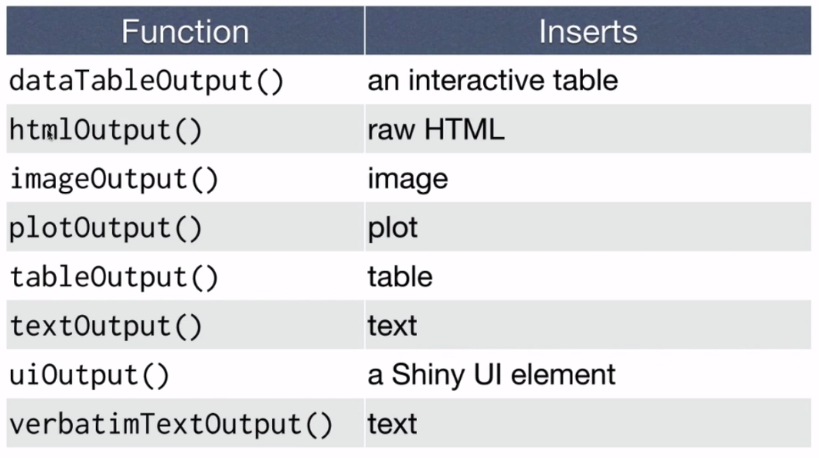 Function Inserts
dataTableOutput() an interactive table
htmlOutput() raw HTML
imageOutput() image
plotOutput() plot
tableOutput() table
textOutput() text
uiOutput() a Shiny UI element
verbatimTextOutput() text